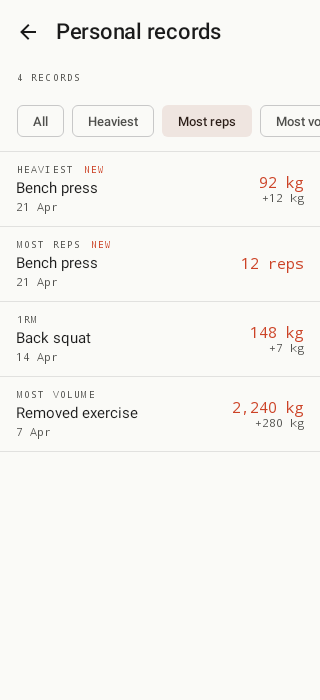 Personal records
4 RECORDS
All
Heaviest
Most reps
Most vo
HEAVIEST NEW
Bench press
21 Apr
92 kg
+12 kg
MOST REPS NEW
Bench press
21 Apr
12 reps
1RM
Back squat
14 Apr
148 kg
+7 kg
MOST VOLUME
Removed exercise
7 Apr
2,240 kg
+280 kg